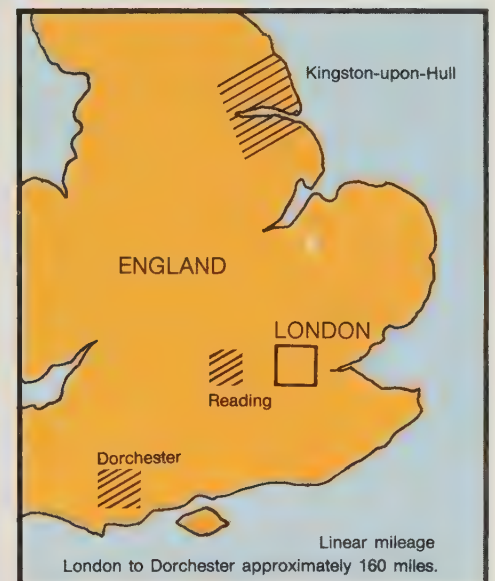 Kingston-upon-Hull
ENGLAND
LONDON
Reading
Dorchester
Linear mileage
London to Dorchester approximately 160 miles.